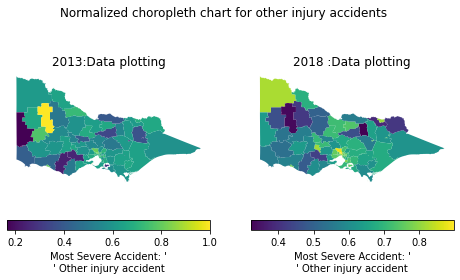 Normalized choropleth chart for other injury accidents
2013:Data plotting
2018 :Data plotting
0.2 0.4 0.6 0.8 1.0
0.4 0.5 0.6 0.7 0.8
Most Severe Accident: '
' Other injury accident
Most Severe Accident: '
' Other injury accident